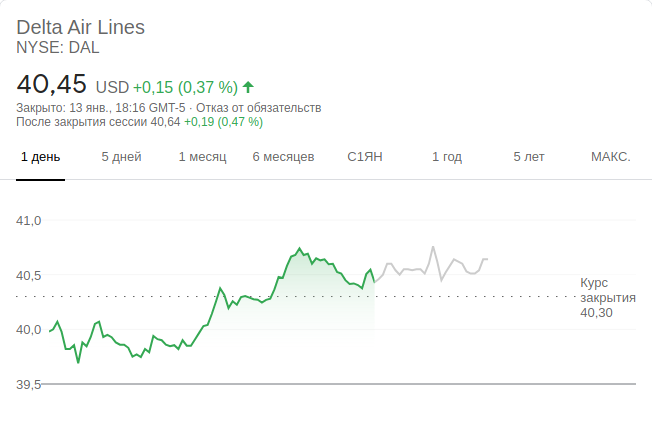 Delta Air Lines
NYSE: DAL
40,45 USD +0,15 (0,37 %)
Закрыто: 13 янв., 18:16 GMT-5 · Отказ от обязательств
После закрытия сессии 40,64 +0,19 (0,47 %)
1 день 5 дней 1 месяц 6 месяцев С1ЯН 1 год 5 лет МАКС.
41,0
40,5
Курс
закрытия
40,30
40,0
39,5